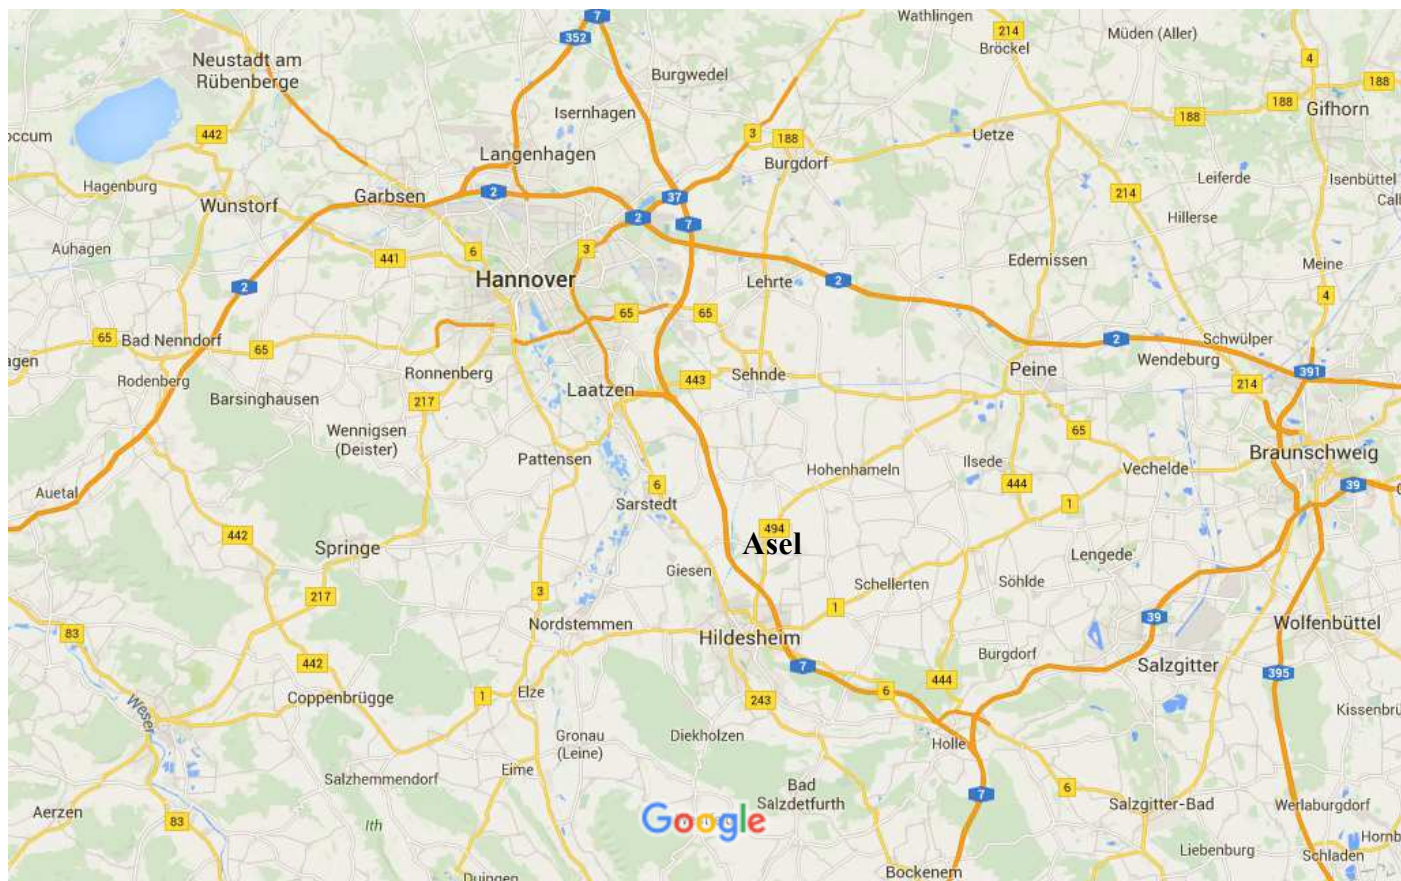 7
352
Wathlingen
214
Bröckel
Müden (Aller)
4
188
Neustadt am
Rübenberge
Burgwedel
188
Gifhorn
Isernhagen
188
occum
442
3
188
Uetze
Langenhagen
Burgdorf
Hagenburg
Garbsen
2
37
Leiferde
Isenbüttel
214
Wunstorf
2
7
Hillerse
Auhagen
6
3
441
Edemissen
Meine
Hannover
Lehrte
2
2
4
65
65
65
Bad Nenndorf
65
2
Schwülper
Wendeburg
agen
Rodenberg
Ronnenberg
443
Sehnde
Peine
391
214
Laatzen
Barsinghausen
217
Wennigsen
(Deister)
65
Pattensen
Hohenhameln
Ilsede
Vechelde
Braunschweig
Auetal
6
444
39
Sarstedt
1
442
494
Asel
Springe
Lengede
Giesen
Schellerten
Söhlde
217
3
1
39
83
Nordstemmen
Hildesheim
Wolfenbüttel
442
7
Burgdorf
Salzgitter
444
395
6
Coppenbrügge
1
Elze
243
Weser
Kissenbrü
Gronau
(Leine)
Diekholzen
Holle
Salzhemmendorf
Eime
Bad
Salzdetfurth
7
6
Aerzen
83
Ith
Google
Salzgitter-Bad
Werlaburgdorf
Hornb
Liebenburg
Schladen
Duingen
Bockenem